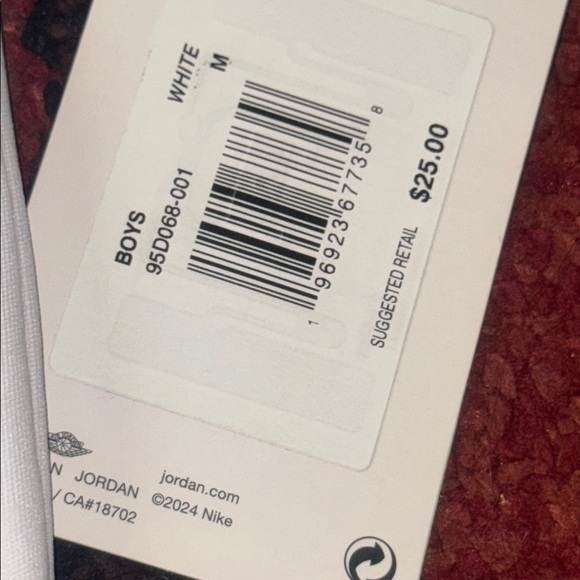 BOYS WHITE
95D068-001 M
1 96923 67735 8
SUGGESTED RETAIL $25.00
JORDAN jordan.com
/ CA#18702 ©2024 Nike